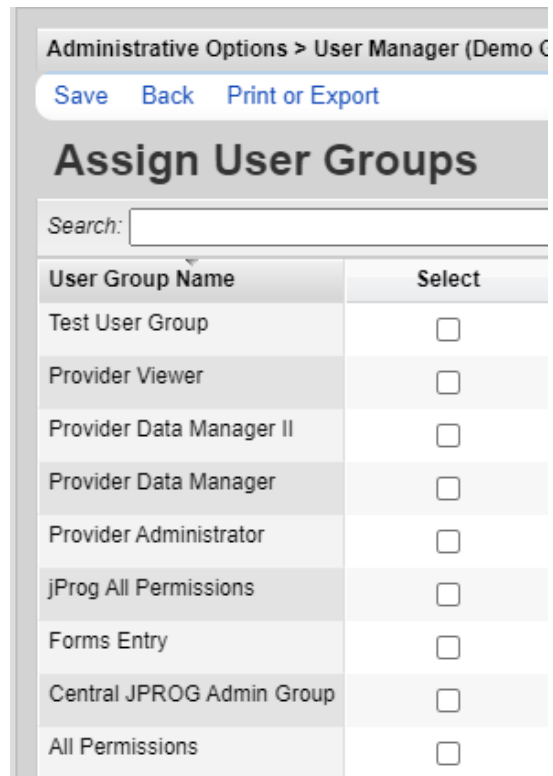 Administrative Options > User Manager (Demo
Save Back Print or Export
Assign User Groups
Search:
User Group Name Select
Test User Group
Provider Viewer
Provider Data Manager II
Provider Data Manager
Provider Administrator
jProg All Permissions
Forms Entry
Central JPROG Admin Group
All Permissions